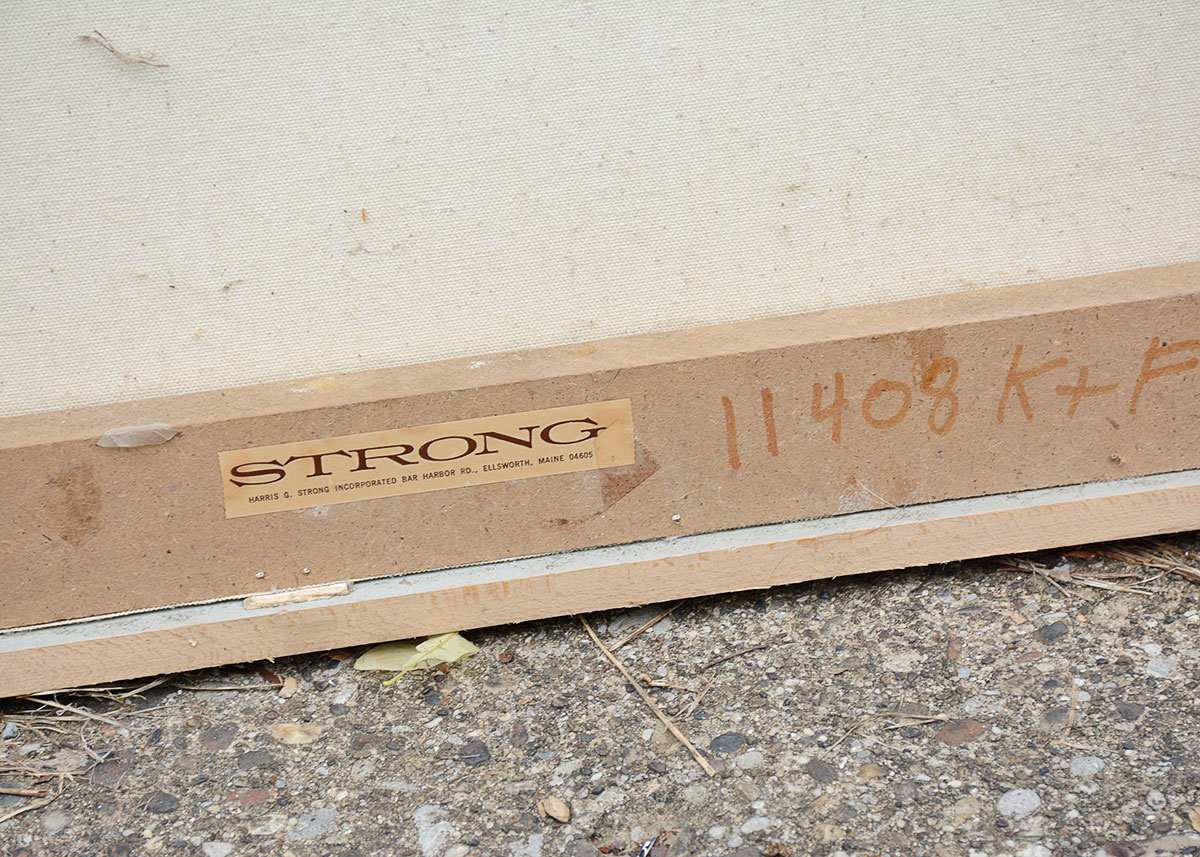 STRONG
HARRIS G. STRONG INCORPORATED BAR HARBOR RD., ELLSWORTH, MAINE 04605
11408 K+F